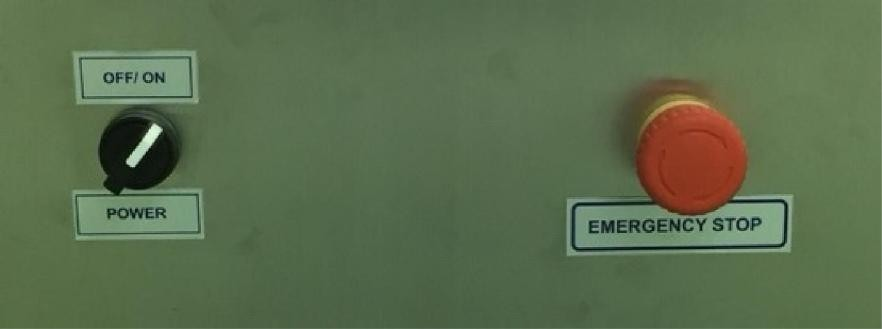 OFF/ ON
POWER
EMERGENCY STOP